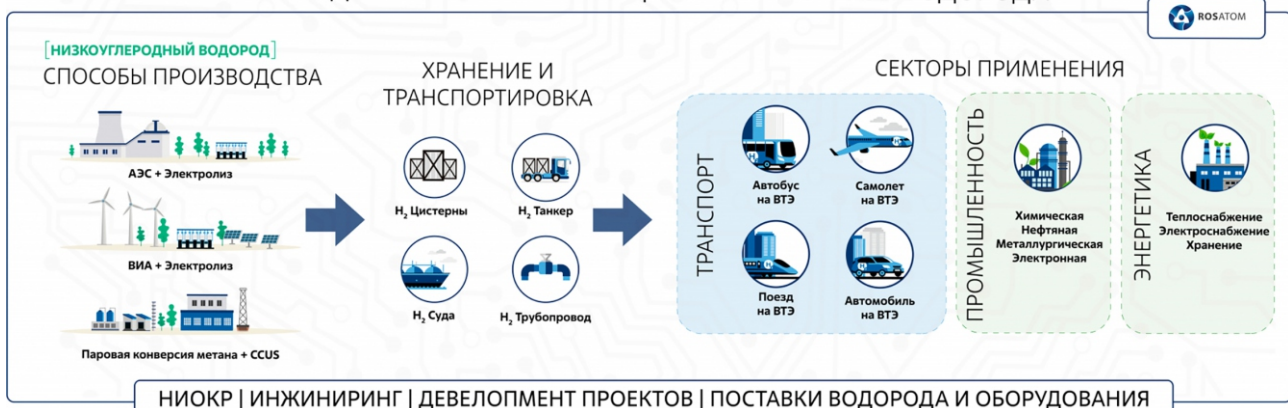 ROSATOM
[НИЗКОУГЛЕРОДНЫЙ ВОДОРОД]
СПОСОБЫ ПРОИЗВОДСТВА
АЭС + Электролиз
ВИА + Электролиз
Паровая конверсия метана + CCUS
ХРАНЕНИЕ И
ТРАНСПОРТИРОВКА
H₂ Цистерны
H₂ Танкер
H₂ Суда
H₂ Трубопровод
СЕКТОРЫ ПРИМЕНЕНИЯ
ТРАНСПОРТ
Автобус
на ВТЭ
Самолет
на ВТЭ
Поезд
на ВТЭ
Автомобиль
на ВТЭ
ПРОМЫШЛЕННОСТЬ
Химическая
Нефтяная
Металлургическая
Электронная
ЭНЕРГЕТИКА
Теплоснабжение
Электроснабжение
Хранение
НИОКР | ИНЖИНИРИНГ | ДЕВЕЛОПМЕНТ ПРОЕКТОВ | ПОСТАВКИ ВОДОРОДА И ОБОРУДОВАНИЯ